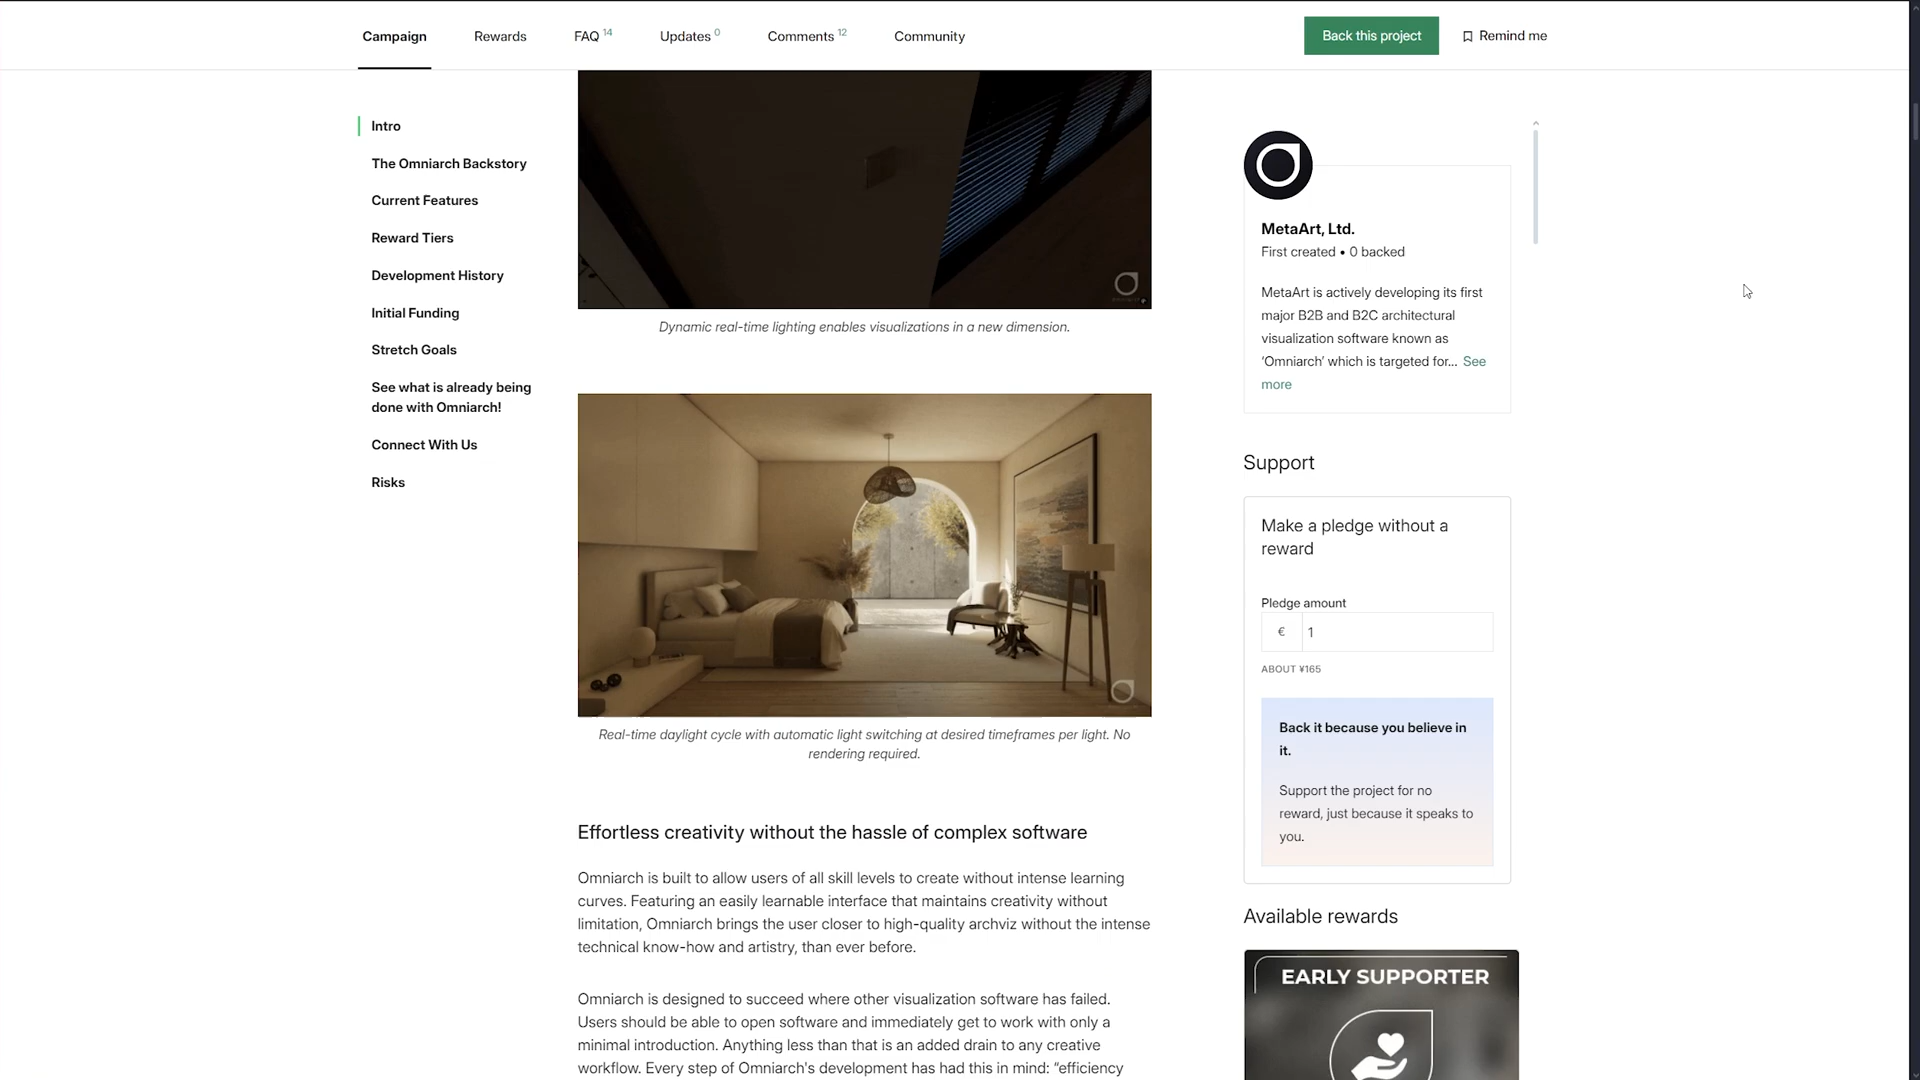 Campaign
Rewards
FAQ 14
Updates 0
Comments 12
Community
Back this project
Remind me
Intro
The Omniarch Backstory
Current Features
Reward Tiers
Development History
Initial Funding
Stretch Goals
See what is already being
done with Omniarch!
Connect With Us
Risks
Dynamic real-time lighting enables visualizations in a new dimension.
Real-time daylight cycle with automatic light switching at desired timeframes per light. No
rendering required.
Effortless creativity without the hassle of complex software
Omniarch is built to allow users of all skill levels to create without intense learning
curves. Featuring an easily learnable interface that maintains creativity without
limitation, Omniarch brings the user closer to high-quality archviz without the intense
technical know-how and artistry, than ever before.
Omniarch is designed to succeed where other visualization software has failed.
Users should be able to open software and immediately get to work with only a
minimal introduction. Anything less than that is an added drain to any creative
workflow. Every step of Omniarch's development has had this in mind: “efficiency
MetaArt, Ltd.
First created • 0 backed
MetaArt is actively developing its first
major B2B and B2C architectural
visualization software known as
‘Omniarch’ which is targeted for... See
more
Support
Make a pledge without a
reward
Pledge amount
€ 1
ABOUT ¥165
Back it because you believe in
it.
Support the project for no
reward, just because it speaks to
you.
Available rewards
EARLY SUPPORTER